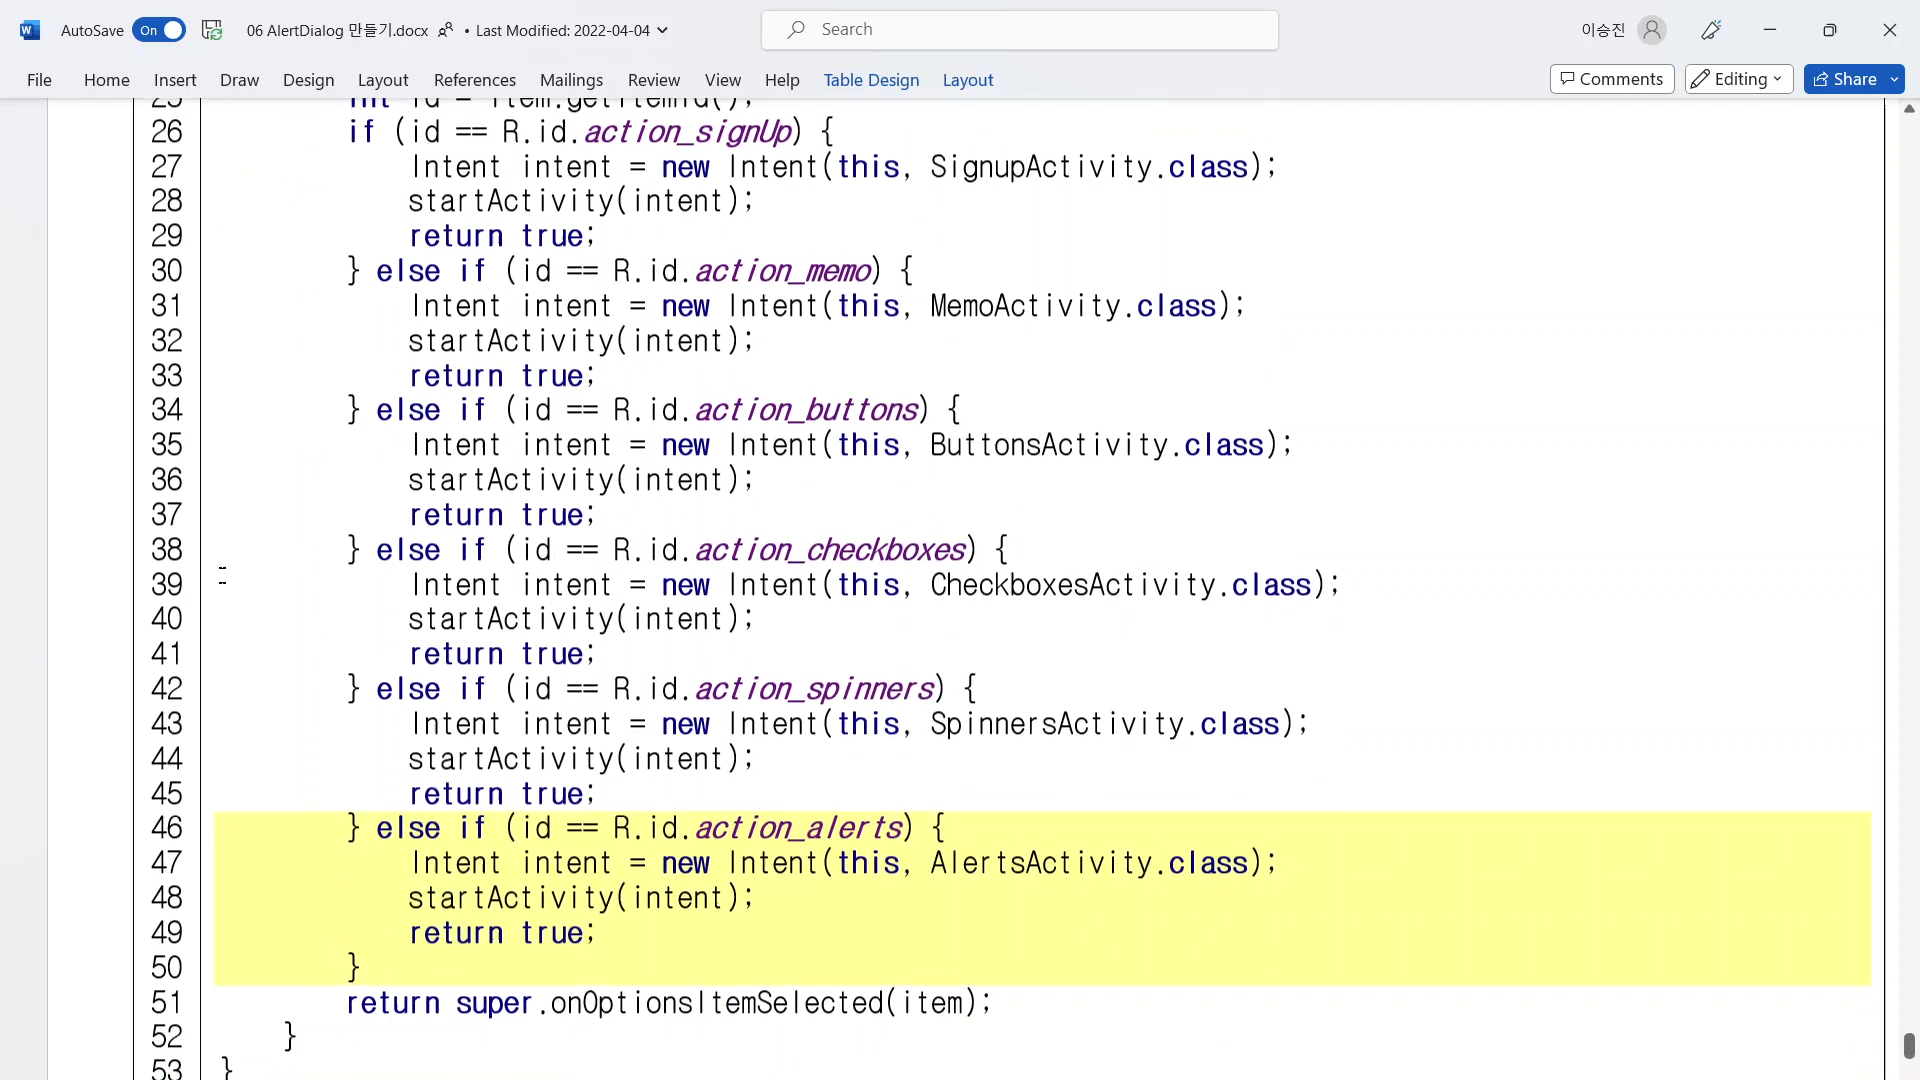 AutoSave On 06 AlertDialog 만들기.docx • Last Modified: 2022-04-04 Search 이승진
File Home Insert Draw Design Layout References Mailings Review View Help Table Design Layout Comments Editing Share
25 int id = item.getItemId();
26 if (id == R.id.action_signUp) {
27 Intent intent = new Intent(this, SignupActivity.class);
28 startActivity(intent);
29 return true;
30 } else if (id == R.id.action_memo) {
31 Intent intent = new Intent(this, MemoActivity.class);
32 startActivity(intent);
33 return true;
34 } else if (id == R.id.action_buttons) {
35 Intent intent = new Intent(this, ButtonsActivity.class);
36 startActivity(intent);
37 return true;
38 } else if (id == R.id.action_checkboxes) {
39 Intent intent = new Intent(this, CheckboxesActivity.class);
40 startActivity(intent);
41 return true;
42 } else if (id == R.id.action_spinners) {
43 Intent intent = new Intent(this, SpinnersActivity.class);
44 startActivity(intent);
45 return true;
46 } else if (id == R.id.action_alerts) {
47 Intent intent = new Intent(this, AlertsActivity.class);
48 startActivity(intent);
49 return true;
50 }
51 return super.onOptionsItemSelected(item);
52 }
53 }